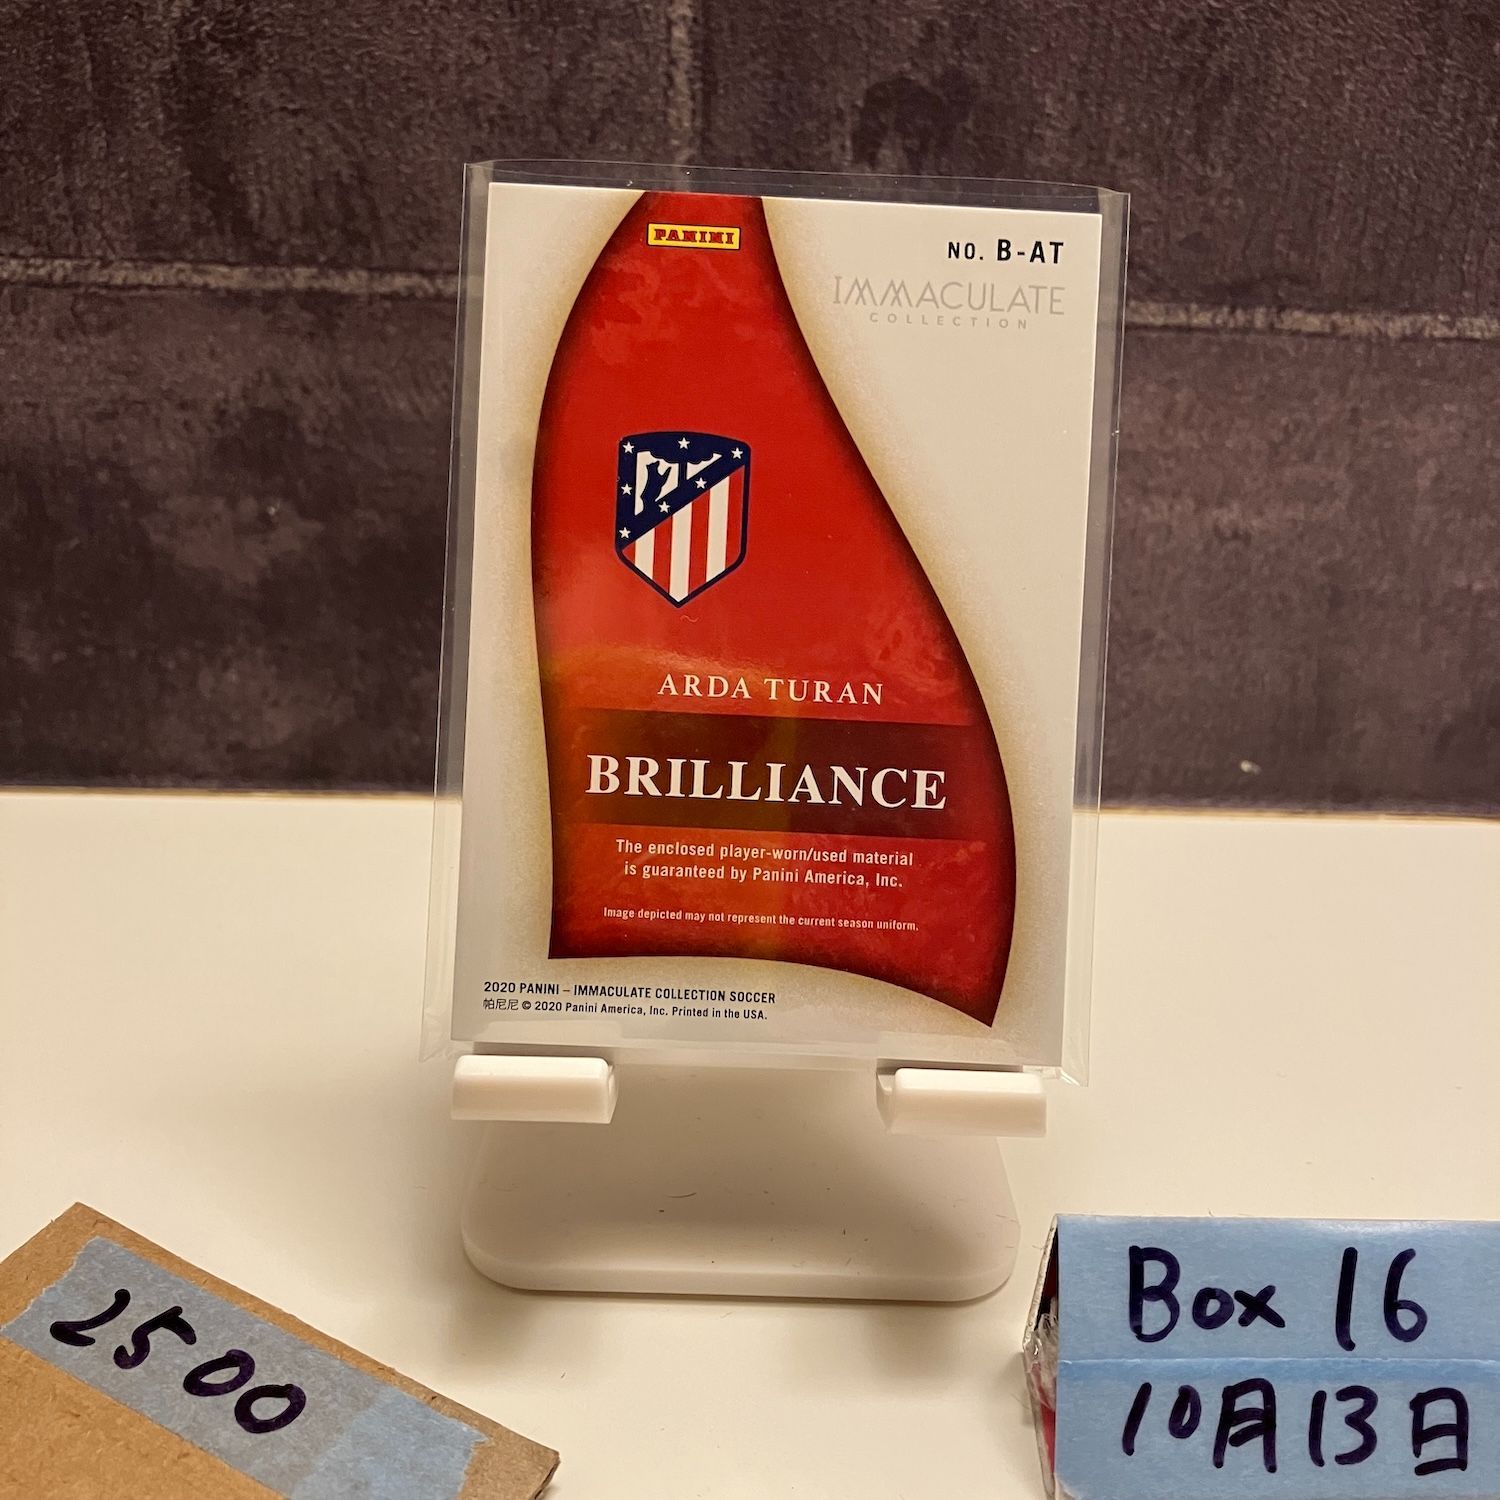 PANINI
NO. B-AT
IMMACULATE
COLLECTION
ARDA TURAN
BRILLIANCE
The enclosed player-worn/used material
is guaranteed by Panini America, Inc.
Image depicted may not represent the current season uniform.
2020 PANINI – IMMACULATE COLLECTION SOCCER
帕尼尼 © 2020 Panini America, Inc. Printed in the USA.
2500
Box 16
10月13日